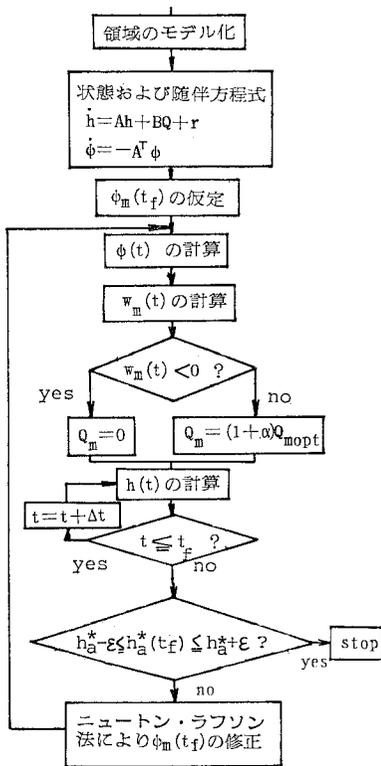 領域のモデル化
状態および随伴方程式
ḣ=Ah+BQ+r
φ̇=-Aᵀφ
φm(tf)の仮定
φ(t) の計算
wm(t)の計算
wm(t)<0 ?
yes
no
Qm=0
Qm=(1+α)Qmopt
h(t)の計算
t=t+Δt
t≦tf ?
yes
no
ha*-ε≦ha*(tf)≦ha*+ε ?
stop
yes
no
ニュートン・ラフソン
法によりφm(tf)の修正